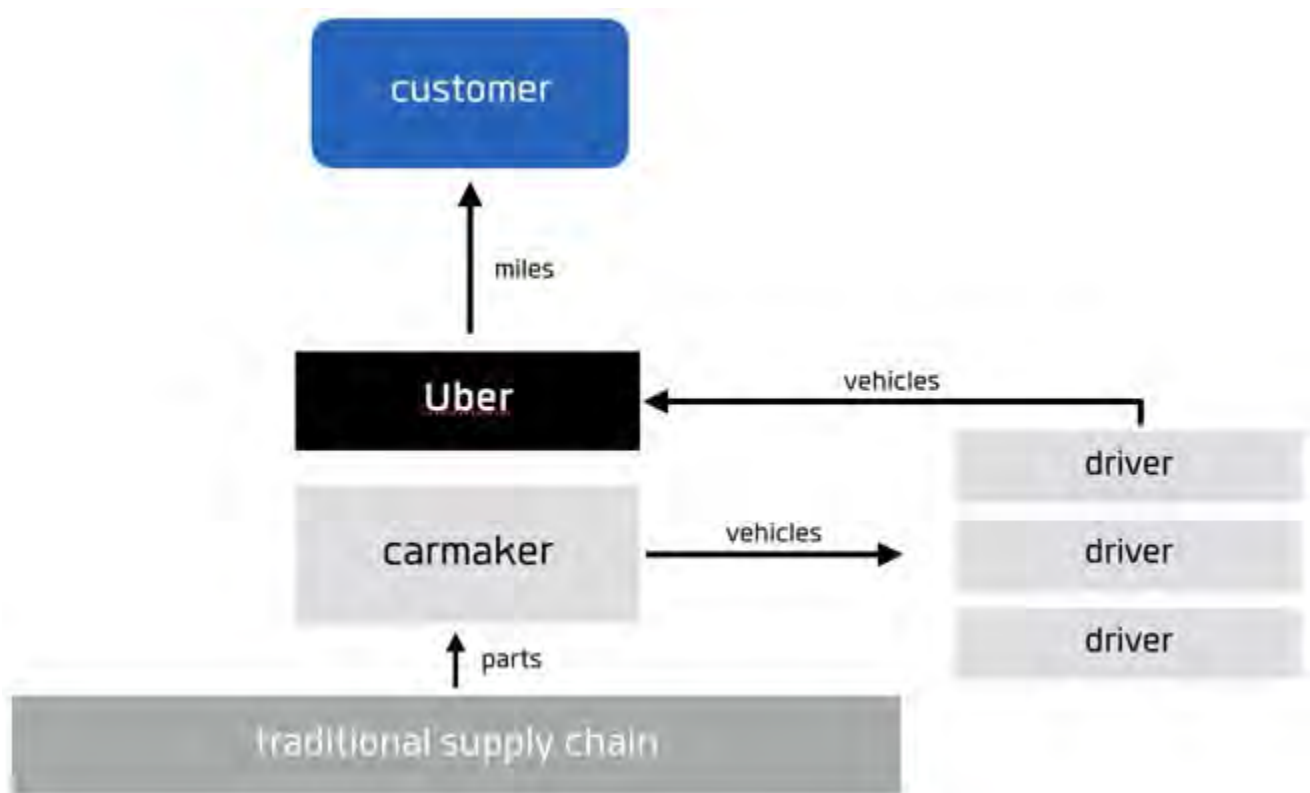 customer
miles
Uber
vehicles
driver
carmaker
vehicles
driver
driver
parts
traditional supply chain